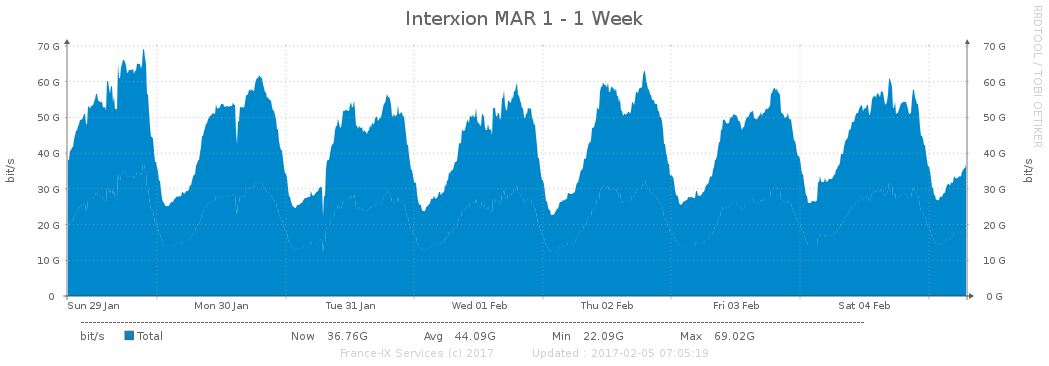 Interxion MAR 1 - 1 Week
RRDTOOL / TOBI OETIKER
bit/s
bit/s
70 G 70 G
60 G 60 G
50 G 50 G
40 G 40 G
30 G 30 G
20 G 20 G
10 G 10 G
0 0 G
Sun 29 Jan Mon 30 Jan Tue 31 Jan Wed 01 Feb Thu 02 Feb Fri 03 Feb Sat 04 Feb
bit/s Total Now 36.76G Avg 44.09G Min 22.09G Max 69.02G
France-IX Services (c) 2017 Updated : 2017-02-05 07:05:19